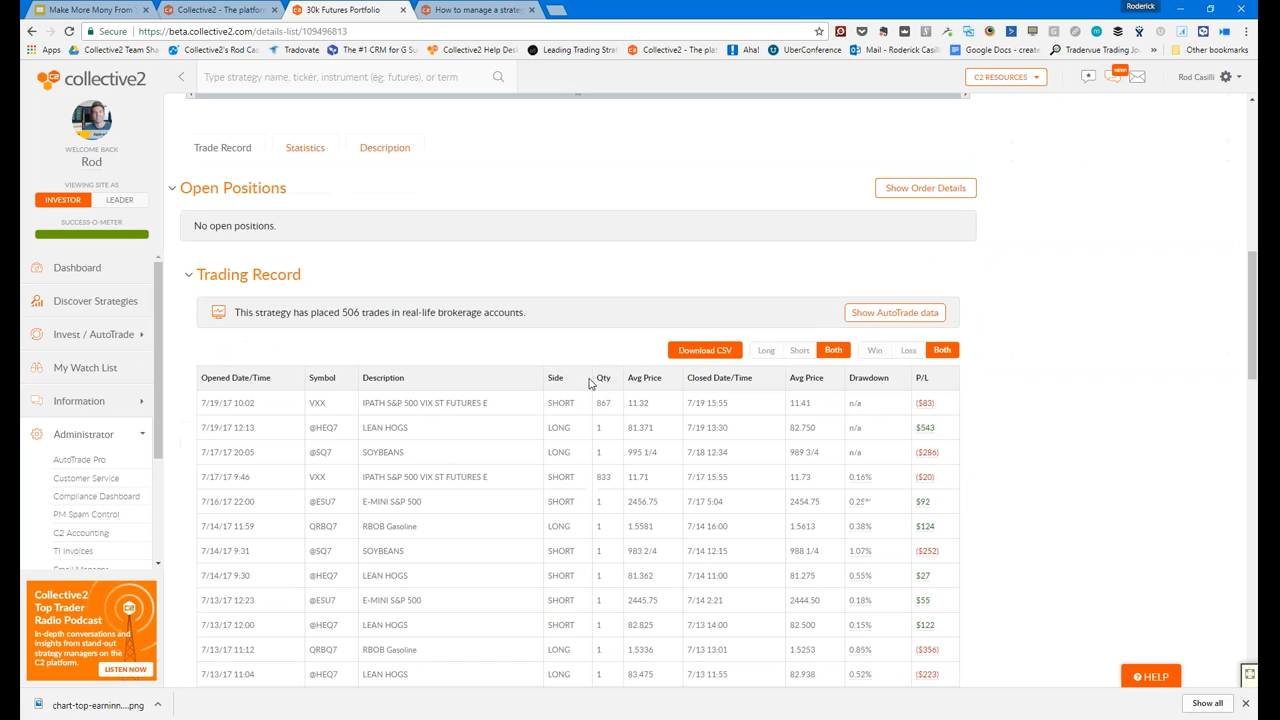 Roderick
Make More Mony From
Collective2 - The platfor
30k Futures Portfolio
How to manage a strateg
Secure
https://beta.collective2.com/details-list/109496813
Apps
Collective2 Team Sha
Collective2's Rod Cas
Tradovate
The #1 CRM for G Su
Collective2 Help Desk
Leading Trading Strat
Collective2 - The pla
Aha!
UberConference
Mail - Roderick Casilli
Google Docs - create
Tradervue Trading Jo
Other bookmarks
collective2
Type strategy name, ticker, instrument (eg. futures), or system
C2 RESOURCES
NEW!
Rod Casilli
WELCOME BACK
Rod
VIEWING SITE AS
INVESTOR
LEADER
SUCCESS-O-METER
Dashboard
Discover Strategies
Invest / AutoTrade
My Watch List
Information
Administrator
AutoTrade Pro
Customer Service
Compliance Dashboard
PM Spam Control
C2 Accounting
TI Invoices
Collective2
Top Trader
Radio Podcast
In-depth conversations and
insights from stand-out
strategy managers on the
C2 platform.
LISTEN NOW
Trade Record
Statistics
Description
Open Positions
Show Order Details
No open positions.
Trading Record
This strategy has placed 506 trades in real-life brokerage accounts.
Show AutoTrade data
Download CSV
Long Short Both
Win Loss Both
Opened Date/Time Symbol Description Side Qty Avg Price Closed Date/Time Avg Price Drawdown P/L
7/19/17 10:02 VXX IPATH S&P 500 VIX ST FUTURES E SHORT 867 11.32 7/19 15:55 11.41 n/a ($83)
7/19/17 12:13 @HEQ7 LEAN HOGS LONG 1 81.371 7/19 13:30 82.750 n/a $543
7/17/17 20:05 @SQ7 SOYBEANS LONG 1 995 1/4 7/18 12:34 989 3/4 n/a ($286)
7/17/17 9:46 VXX IPATH S&P 500 VIX ST FUTURES E SHORT 833 11.71 7/17 15:55 11.73 0.16% ($20)
7/16/17 22:00 @ESU7 E-MINI S&P 500 SHORT 1 2456.75 7/17 5:04 2454.75 $92
7/14/17 11:59 QRBQ7 RBOB Gasoline LONG 1 1.5581 7/14 16:00 1.5613 0.38% $124
7/14/17 9:31 @SQ7 SOYBEANS SHORT 1 983 2/4 7/14 12:15 988 1/4 1.07% ($252)
7/14/17 9:30 @HEQ7 LEAN HOGS SHORT 1 81.362 7/14 11:00 81.275 0.55% $27
7/13/17 12:23 @ESU7 E-MINI S&P 500 SHORT 1 2445.75 7/14 2:21 2444.50 0.18% $55
7/13/17 12:00 @HEQ7 LEAN HOGS SHORT 1 82.825 7/13 14:00 82.500 0.15% $122
7/13/17 11:12 QRBQ7 RBOB Gasoline LONG 1 1.5336 7/13 13:01 1.5253 0.85% ($356)
7/13/17 11:04 @HEQ7 LEAN HOGS LONG 1 83.475 7/13 11:55 82.938 0.52% ($223)
HELP
chart-top-earninn....png
Show all